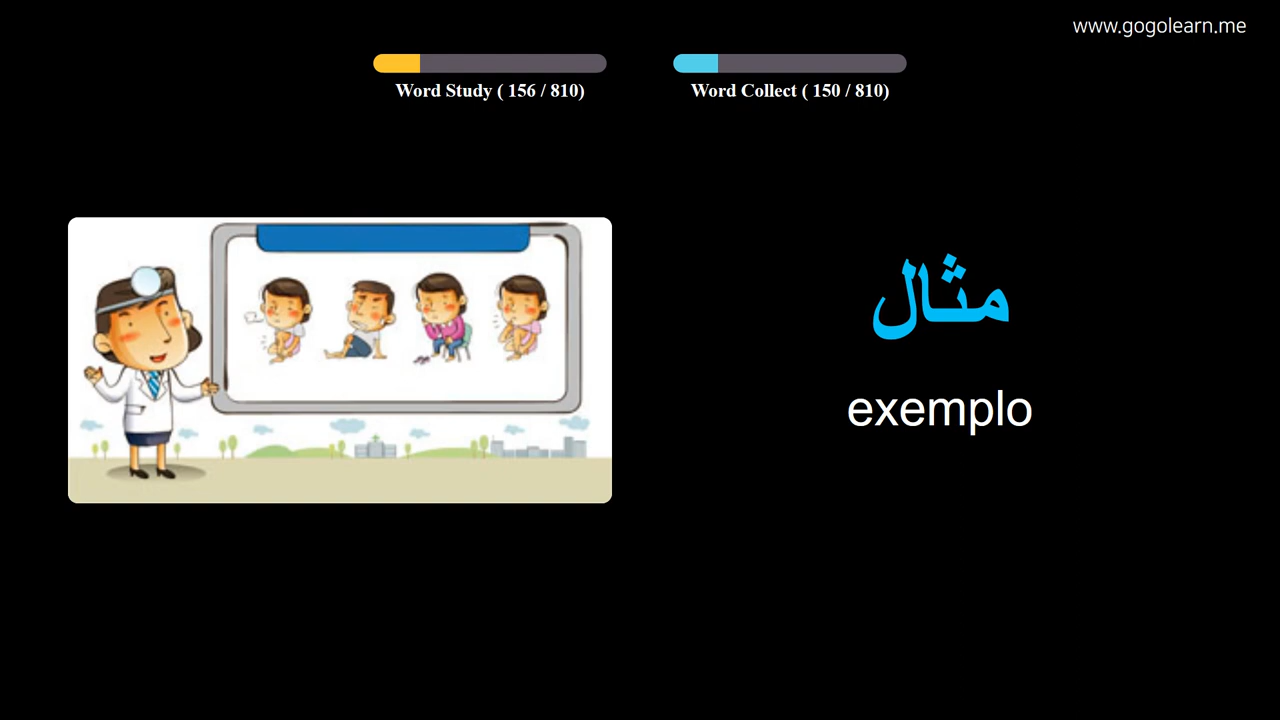 www.gogolearn.me
Word Study ( 156 / 810)
Word Collect ( 150 / 810)
مثال
exemplo